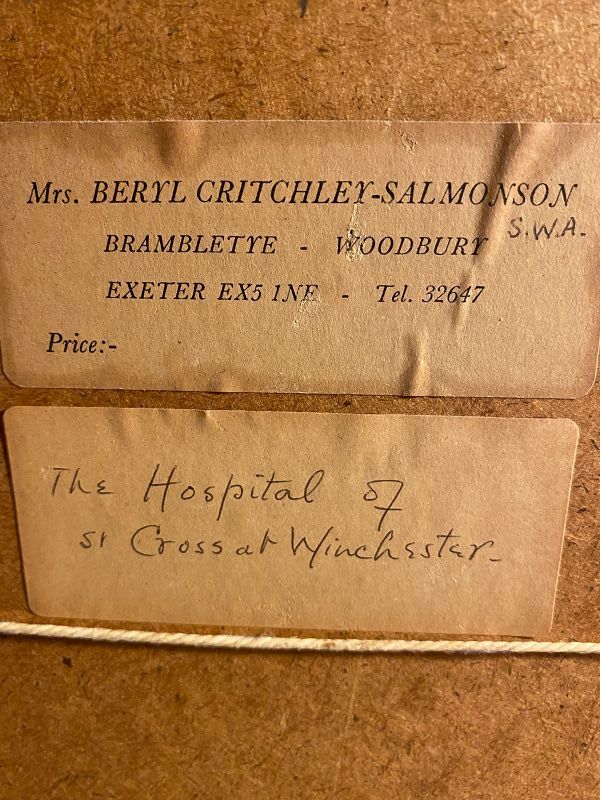 Mrs. BERYL CRITCHLEY-SALMONSON
S.W.A.
BRAMBLETYE - WOODBURY
EXETER EX5 1NE - Tel. 32647
Price:-
The Hospital of
St Cross at Winchester-